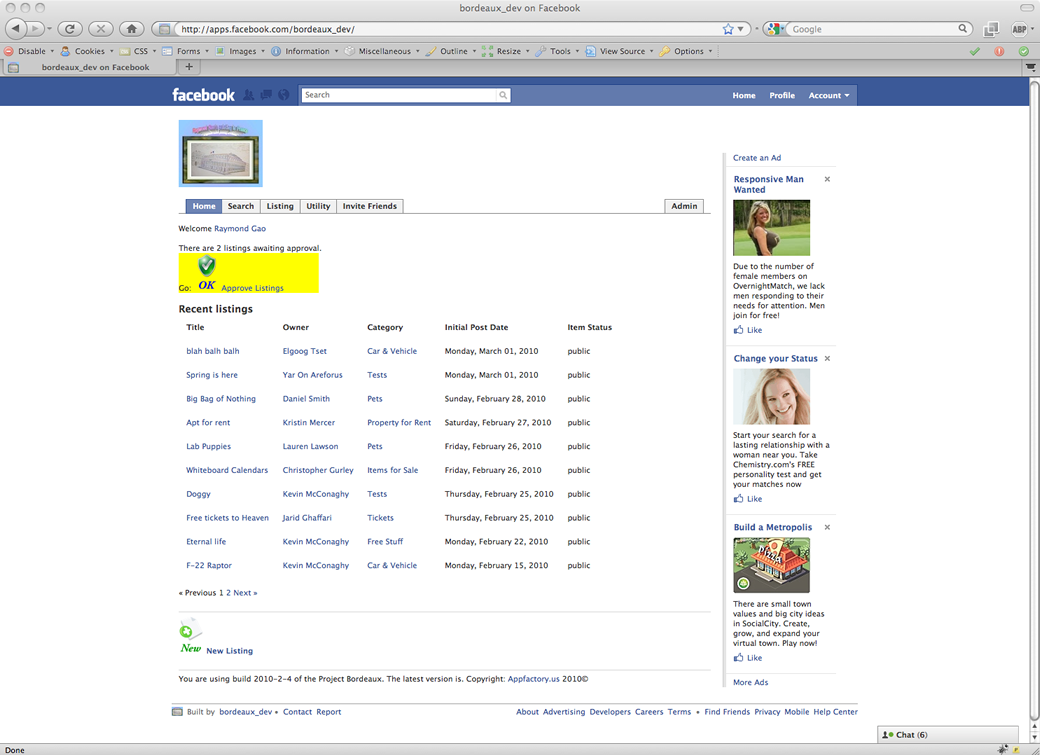 bordeaux_dev on Facebook
http://apps.facebook.com/bordeaux_dev/
Google
ABP
Disable Cookies CSS Forms Images Information Miscellaneous Outline Resize Tools View Source Options
bordeaux_dev on Facebook
facebook
Search
Home Profile Account
Home Search Listing Utility Invite Friends Admin
Welcome Raymond Gao
There are 2 listings awaiting approval.
Go: OK Approve Listings
Recent listings
Title Owner Category Initial Post Date Item Status
blah balh balh Elgoog Tset Car & Vehicle Monday, March 01, 2010 public
Spring is here Yar On Areforus Tests Monday, March 01, 2010 public
Big Bag of Nothing Daniel Smith Pets Sunday, February 28, 2010 public
Apt for rent Kristin Mercer Property for Rent Saturday, February 27, 2010 public
Lab Puppies Lauren Lawson Pets Friday, February 26, 2010 public
Whiteboard Calendars Christopher Gurley Items for Sale Friday, February 26, 2010 public
Doggy Kevin McConaghy Tests Thursday, February 25, 2010 public
Free tickets to Heaven Jarid Ghaffari Tickets Thursday, February 25, 2010 public
Eternal life Kevin McConaghy Free Stuff Monday, February 22, 2010 public
F-22 Raptor Kevin McConaghy Car & Vehicle Monday, February 15, 2010 public
« Previous 1 2 Next »
New New Listing
You are using build 2010-2-4 of the Project Bordeaux. The latest version is. Copyright: Appfactory.us 2010©
Create an Ad
Responsive Man
Wanted
Due to the number of
female members on
OvernightMatch, we lack
men responding to their
needs for attention. Men
join for free!
Like
Change your Status
Start your search for a
lasting relationship with a
woman near you. Take
Chemistry.com's FREE
personality test and get
your matches now
Like
Build a Metropolis
Pizza
There are small town
values and big city ideas
in SocialCity. Create,
grow, and expand your
virtual town. Play now!
Like
More Ads
Built by bordeaux_dev • Contact Report
About Advertising Developers Careers Terms • Find Friends Privacy Mobile Help Center
Chat (6)
Done